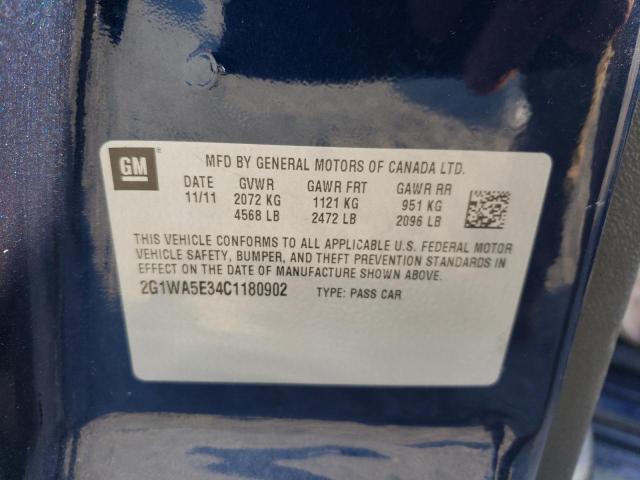 GM ® MFD BY GENERAL MOTORS OF CANADA LTD.
DATE GVWR GAWR FRT GAWR RR
11/11 2072 KG 1121 KG 951 KG
4568 LB 2472 LB 2096 LB
THIS VEHICLE CONFORMS TO ALL APPLICABLE U.S. FEDERAL MOTOR
VEHICLE SAFETY, BUMPER, AND THEFT PREVENTION STANDARDS IN
EFFECT ON THE DATE OF MANUFACTURE SHOWN ABOVE.
2G1WA5E34C1180902 TYPE: PASS CAR